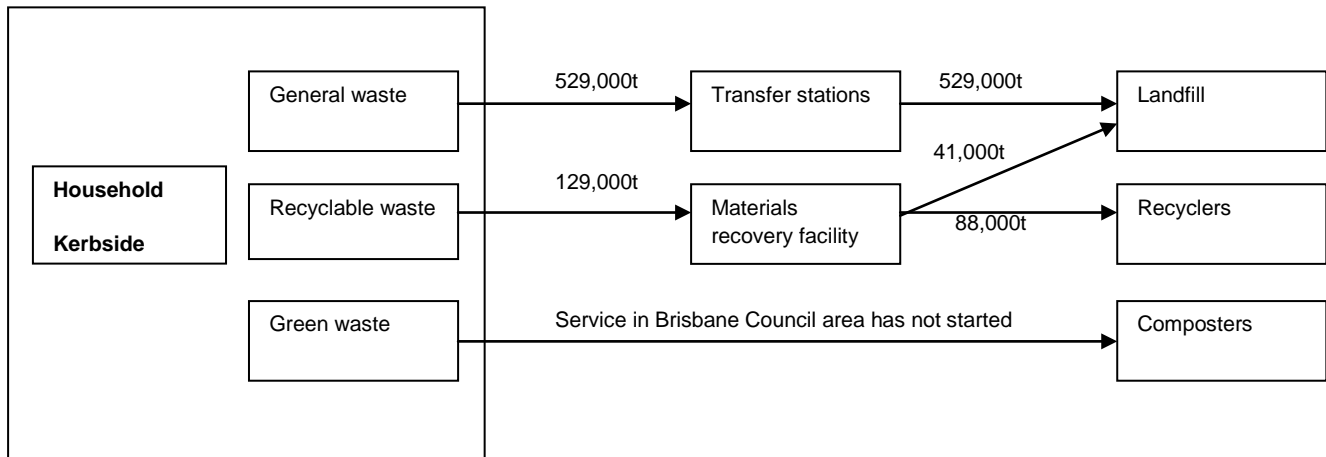 General waste
529,000t
Transfer stations
529,000t
Landfill
41,000t
Household
Kerbside
Recyclable waste
129,000t
Materials
recovery facility
88,000t
Recyclers
Green waste
Service in Brisbane Council area has not started
Composters